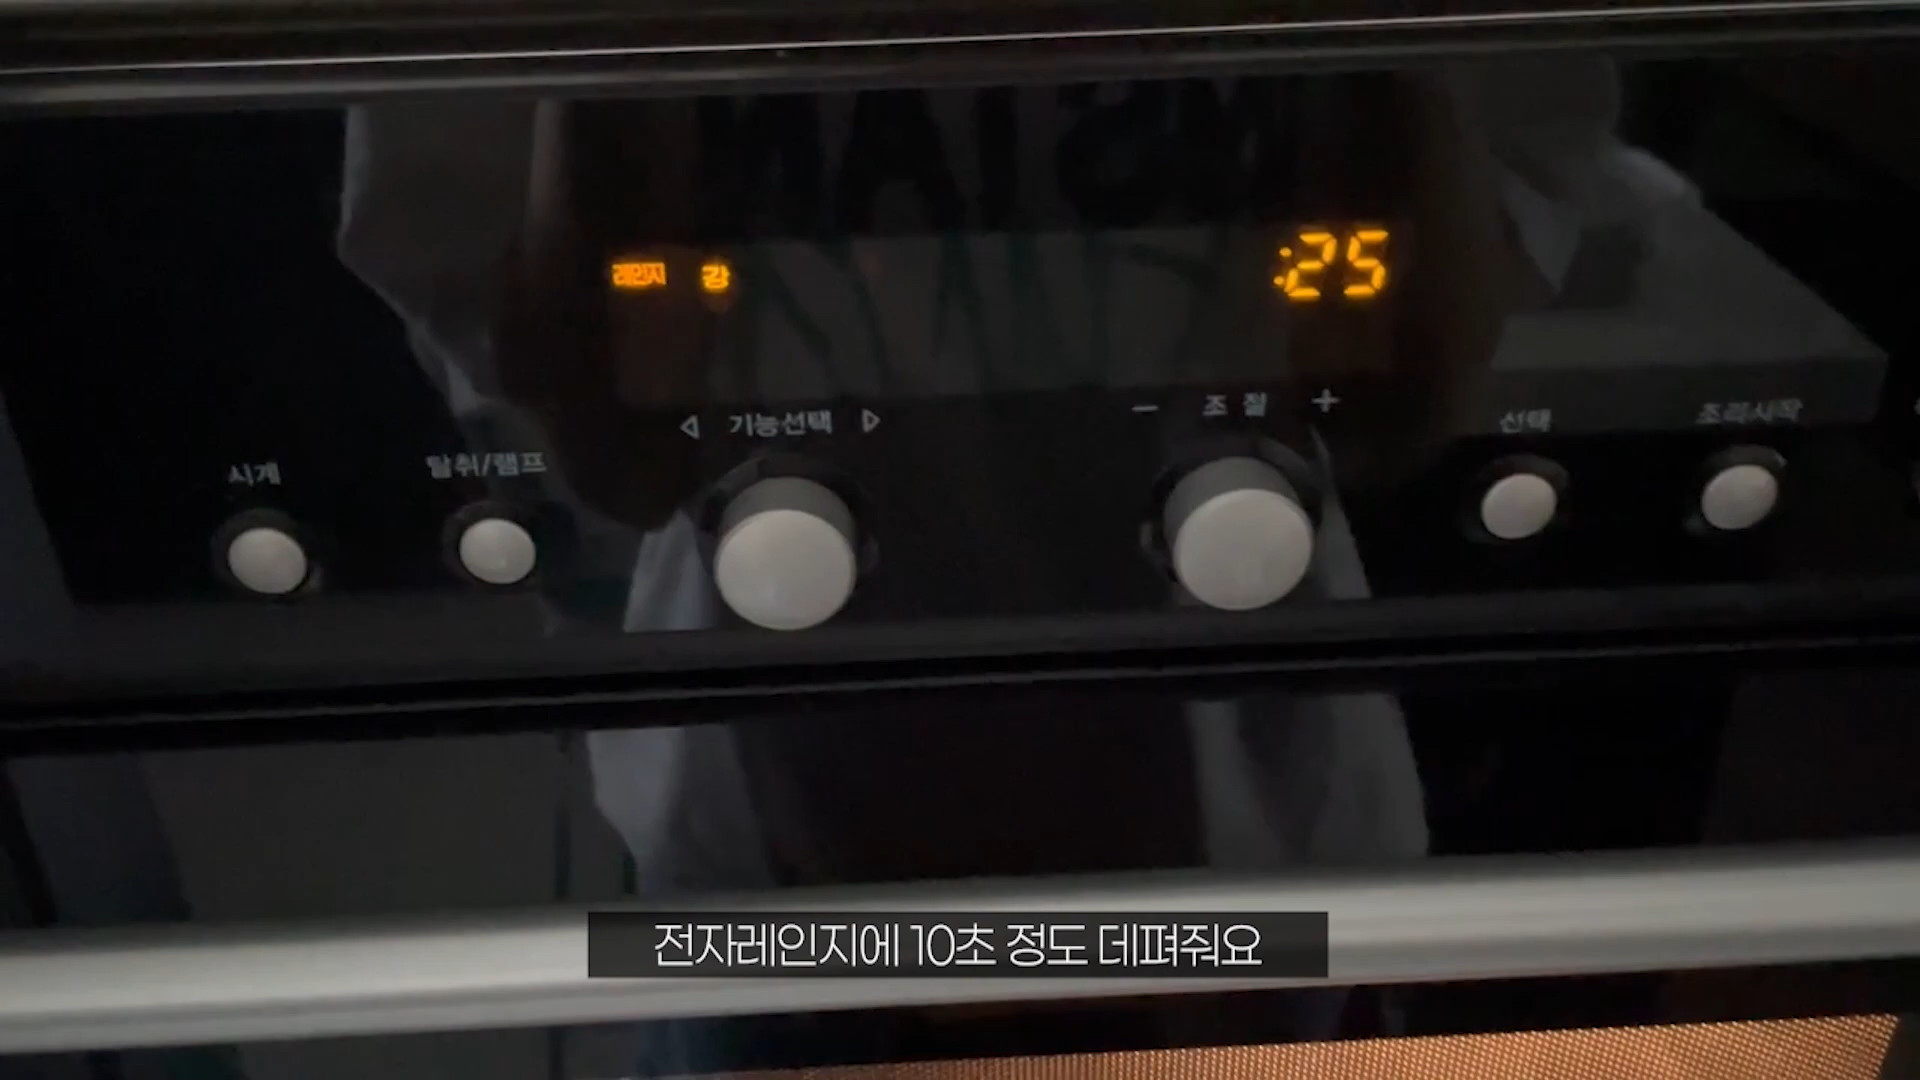 레인지 강 :25
◁ 기능선택 ▷
− 조절 +
선택
조리시작
시계
탈취/램프
전자레인지에 10초 정도 데펴줘요